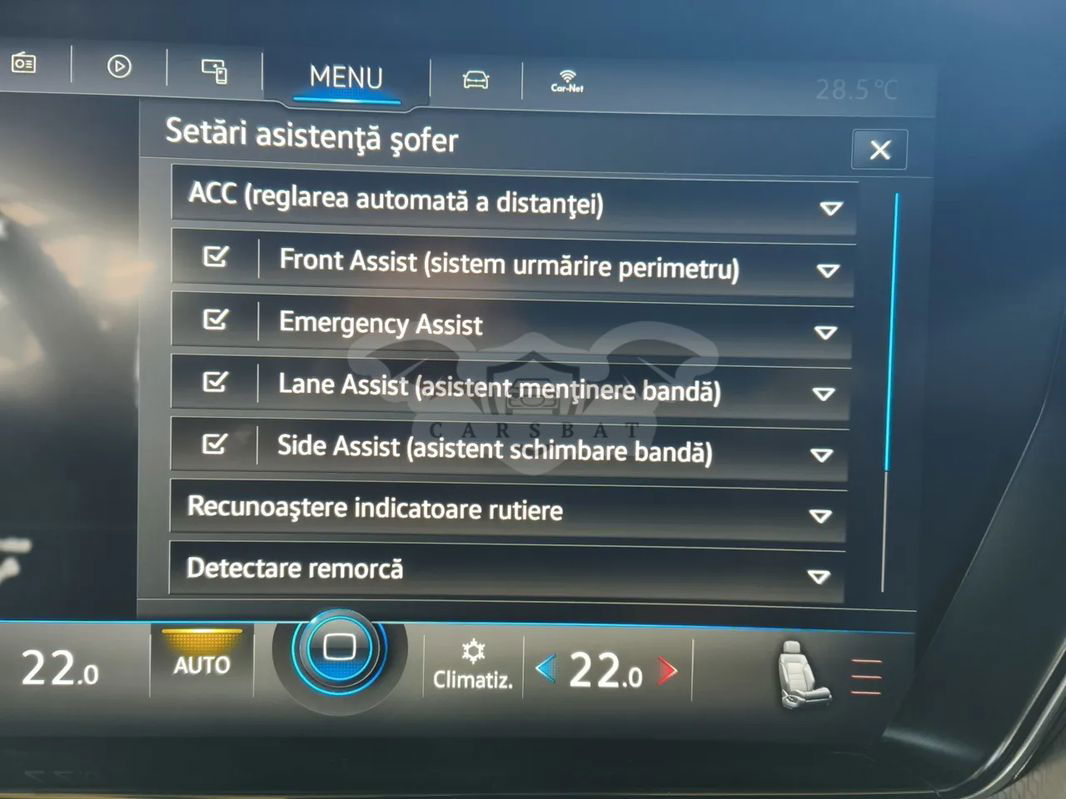 MENU
Car-Net
28.5°C
Setări asistenţă şofer
ACC (reglarea automată a distanţei)
Front Assist (sistem urmărire perimetru)
Emergency Assist
Lane Assist (asistent menţinere bandă)
CARSBAT
Side Assist (asistent schimbare bandă)
Recunoaştere indicatoare rutiere
Detectare remorcă
22.0
AUTO
Climatiz.
22.0